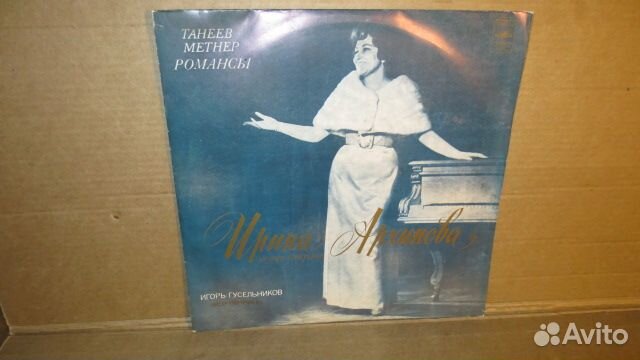 ТАНЕЕВ
МЕТНЕР
РОМАНСЫ
Ирина Архипова
ИГОРЬ ГУСЕЛЬНИКОВ
Avito